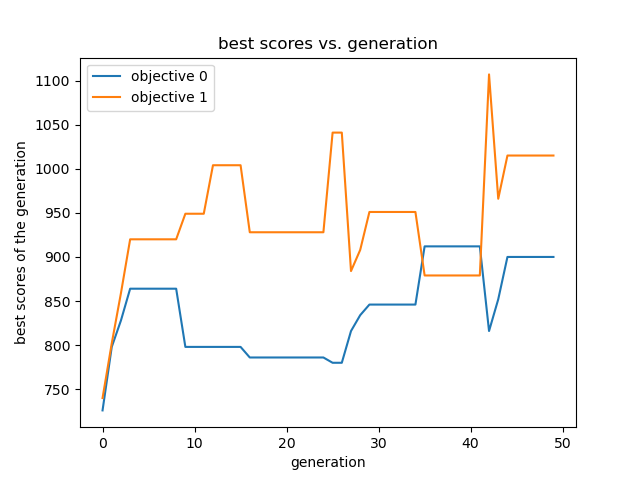 best scores vs. generation
objective 0
objective 1
1100
1050
1000
950
900
850
800
750
best scores of the generation
0 10 20 30 40 50
generation